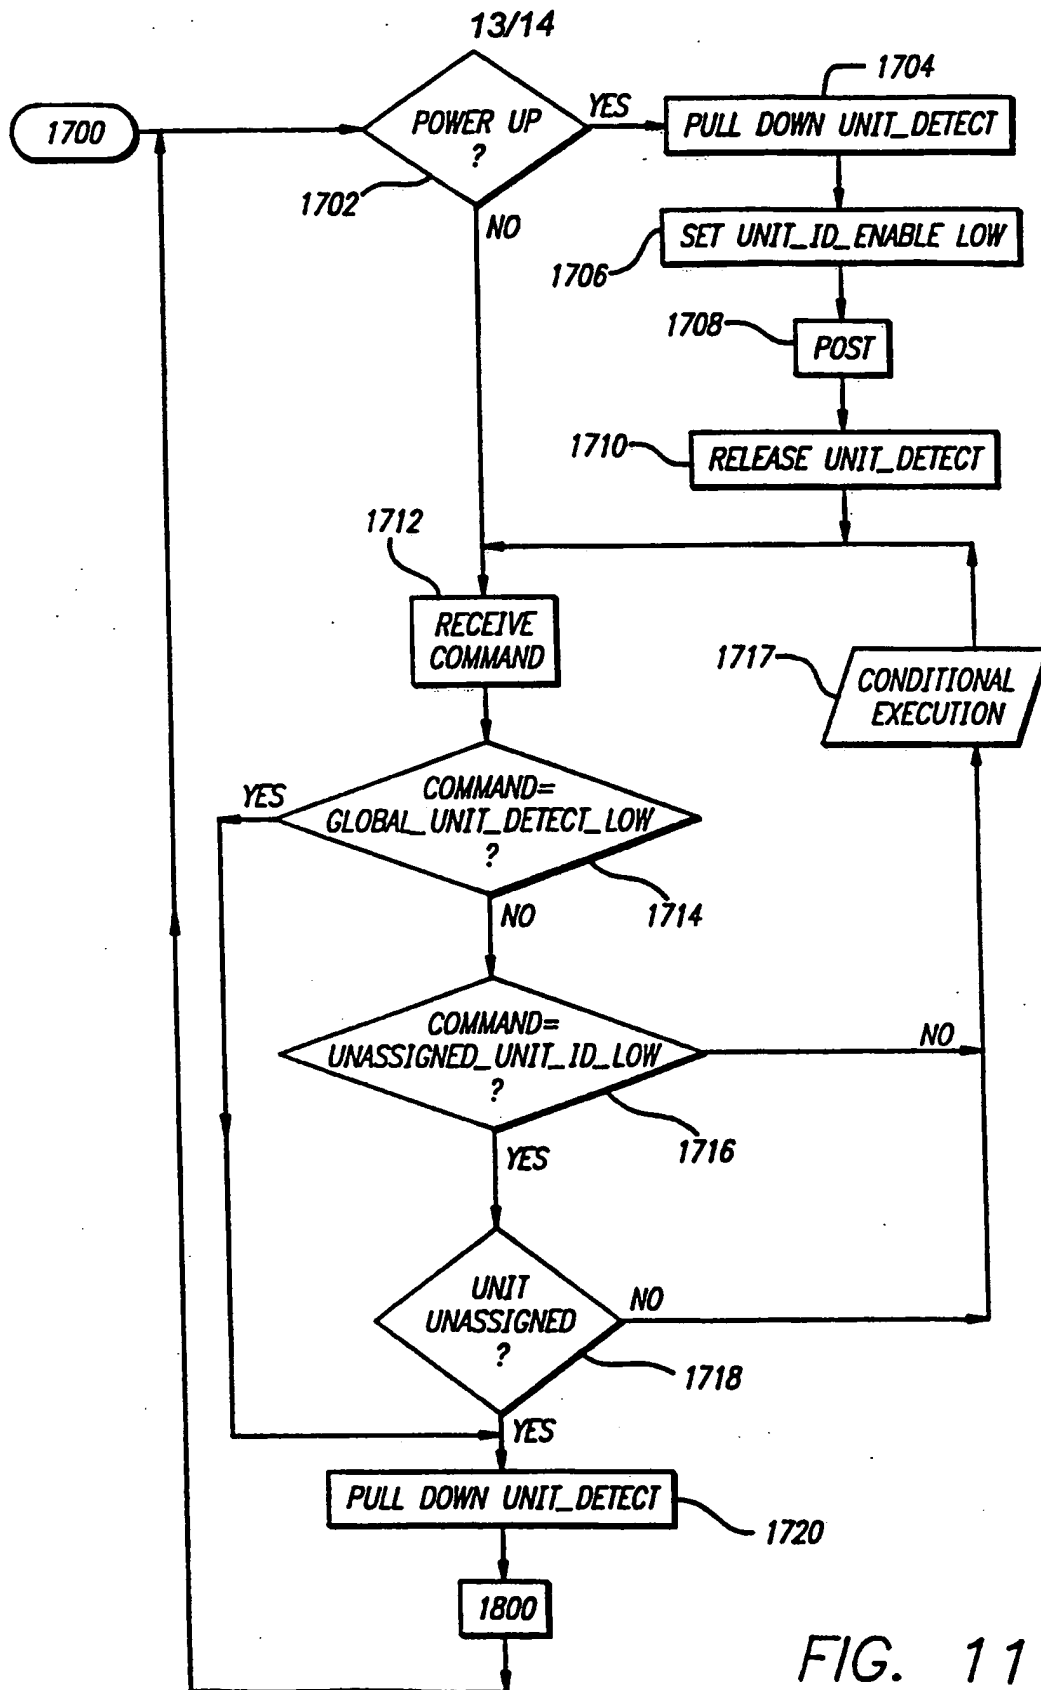 13/14
1700
POWER UP
?
1702
YES
NO
1704
PULL DOWN UNIT_DETECT
SET UNIT_ID_ENABLE LOW
1706
1708
POST
1710
RELEASE UNIT_DETECT
1712
RECEIVE
COMMAND
1717
CONDITIONAL
EXECUTION
YES
COMMAND=
GLOBAL_UNIT_DETECT_LOW
?
1714
NO
COMMAND=
UNASSIGNED_UNIT_ID_LOW
?
NO
1716
YES
UNIT
UNASSIGNED
?
NO
1718
YES
PULL DOWN UNIT_DETECT
1720
1800
FIG. 11